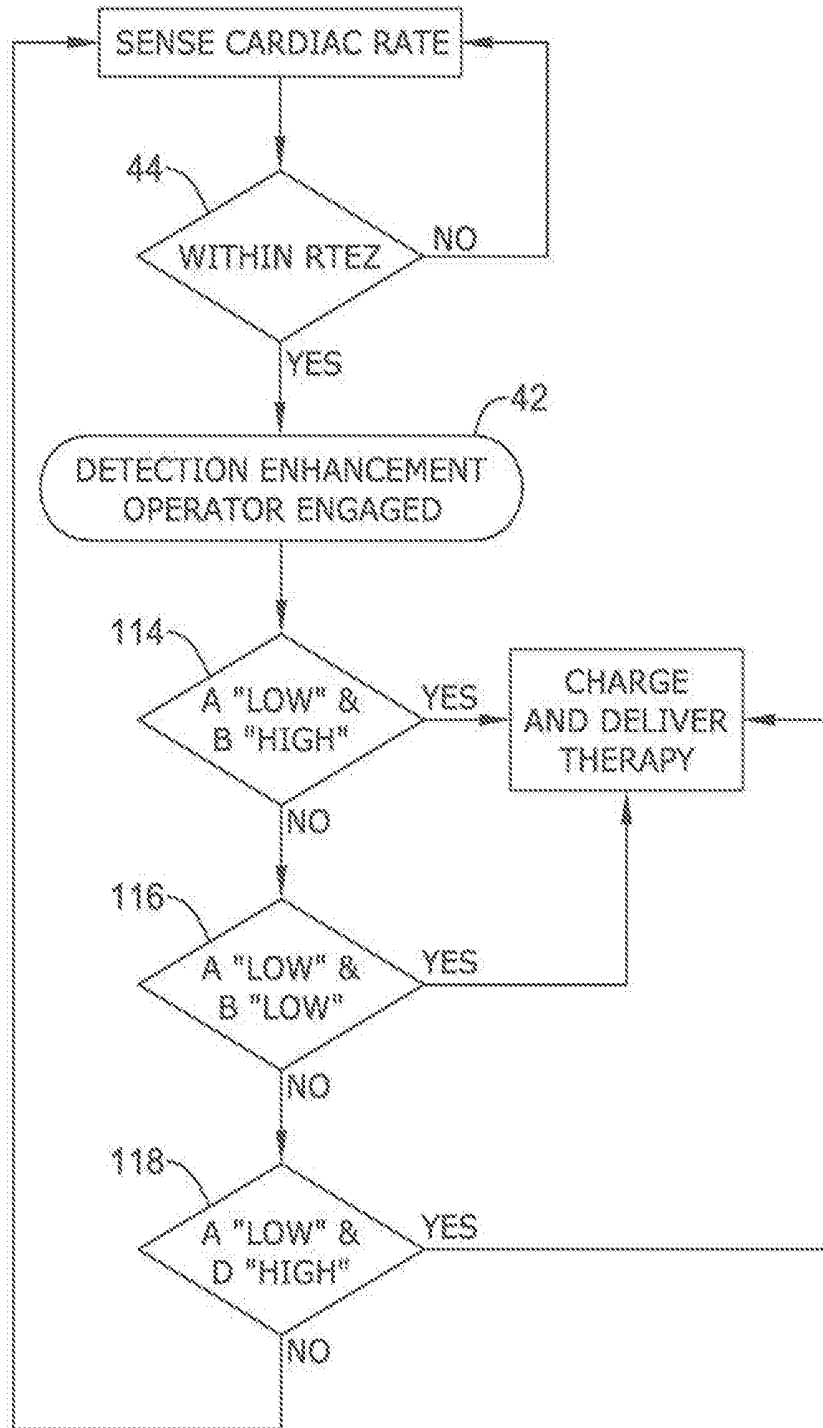 SENSE CARDIAC RATE
44
WITHIN RTEZ
NO
YES
42
DETECTION ENHANCEMENT
OPERATOR ENGAGED
114
A "LOW" &
B "HIGH"
YES
CHARGE
AND DELIVER
THERAPY
NO
116
A "LOW" &
B "LOW"
YES
NO
118
A "LOW" &
D "HIGH"
YES
NO